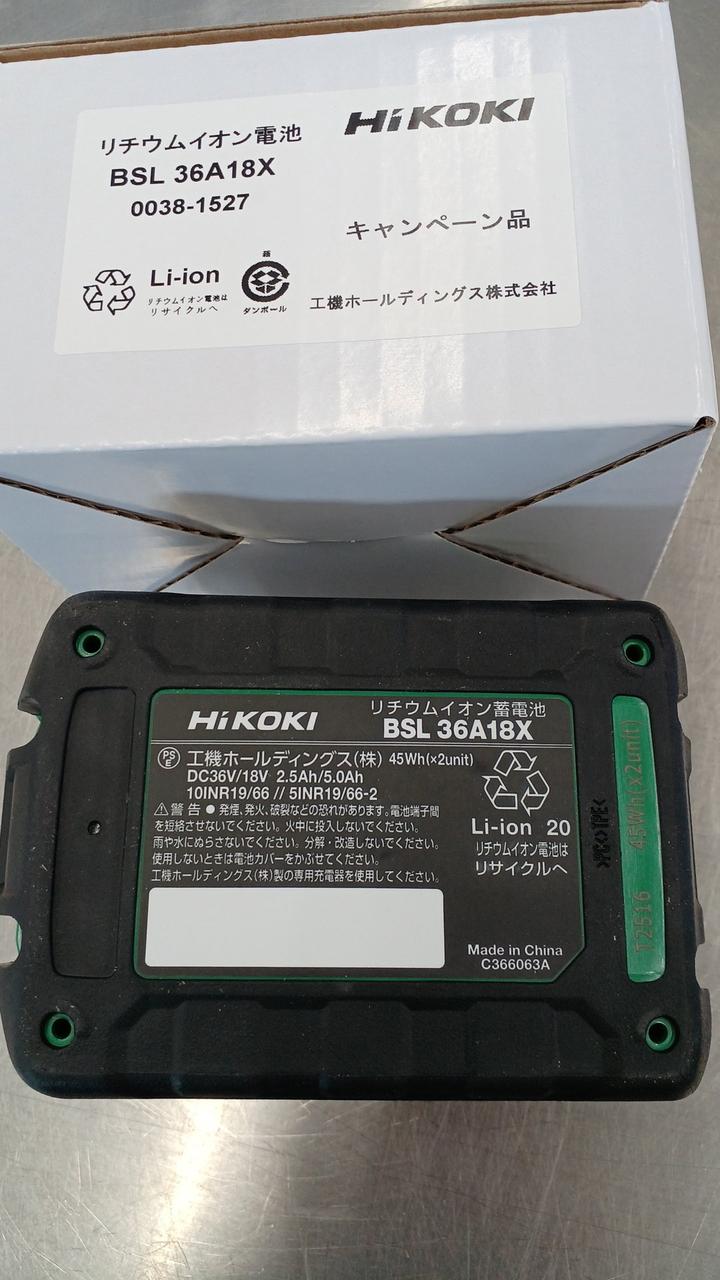 リチウムイオン電池
HiKOKI
BSL 36A18X
0038-1527
キャンペーン品
Li-ion
リチウムイオン電池は
リサイクルへ
箱
ダンボール
工機ホールディングス株式会社
HiKOKI
リチウムイオン蓄電池
BSL 36A18X
PS
E
工機ホールディングス(株) 45Wh(×2unit)
DC36V/18V 2.5Ah/5.0Ah
10INR19/66 // 5INR19/66-2
⚠警告 ● 発煙、発火、破裂などの恐れがあります。電池端子間
を短絡させないでください。火中に投入しないでください。
雨や水にぬらさないでください。分解・改造しないでください。
使用しないときは電池カバーをかぶせてください。
工機ホールディングス(株)製の専用充電器を使用してください。
Li-ion 20
リチウムイオン電池は
リサイクルへ
Made in China
C366063A
>PC<>TPE<
T2516 45Wh(x2unit)